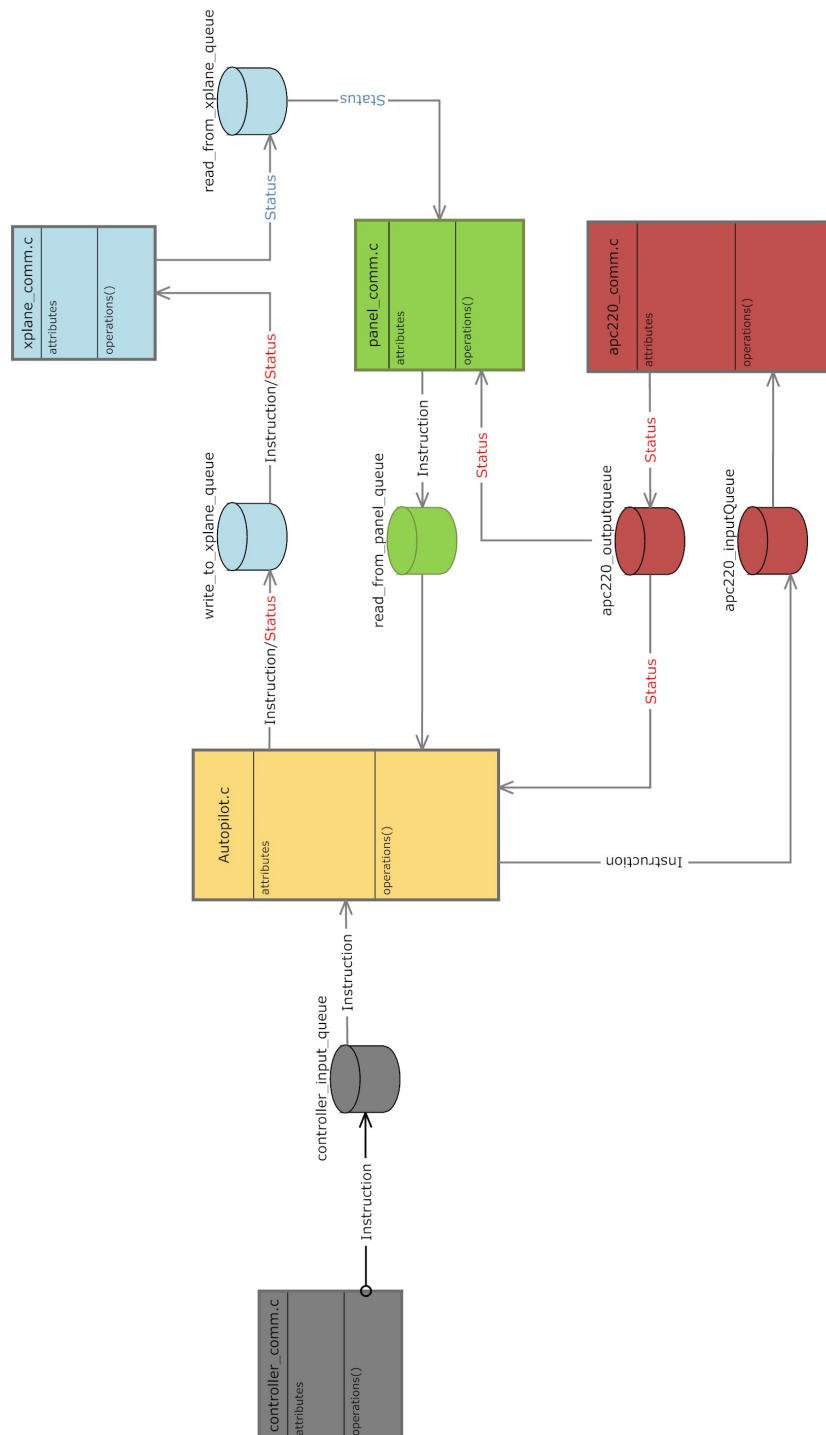 xplane_comm.c
attributes
operations()
write_to_xplane_queue
read_from_xplane_queue
Autopilot.c
attributes
operations()
Instruction/Status
Instruction/Status
Status
Status
controller_comm.c
attributes
operations()
controller_input_queue
Instruction
Instruction
read_from_panel_queue
panel_comm.c
attributes
operations()
Instruction
Status
apc220_outputqueue
apc220_comm.c
attributes
operations()
Status
Status
Instruction
apc220_inputQueue